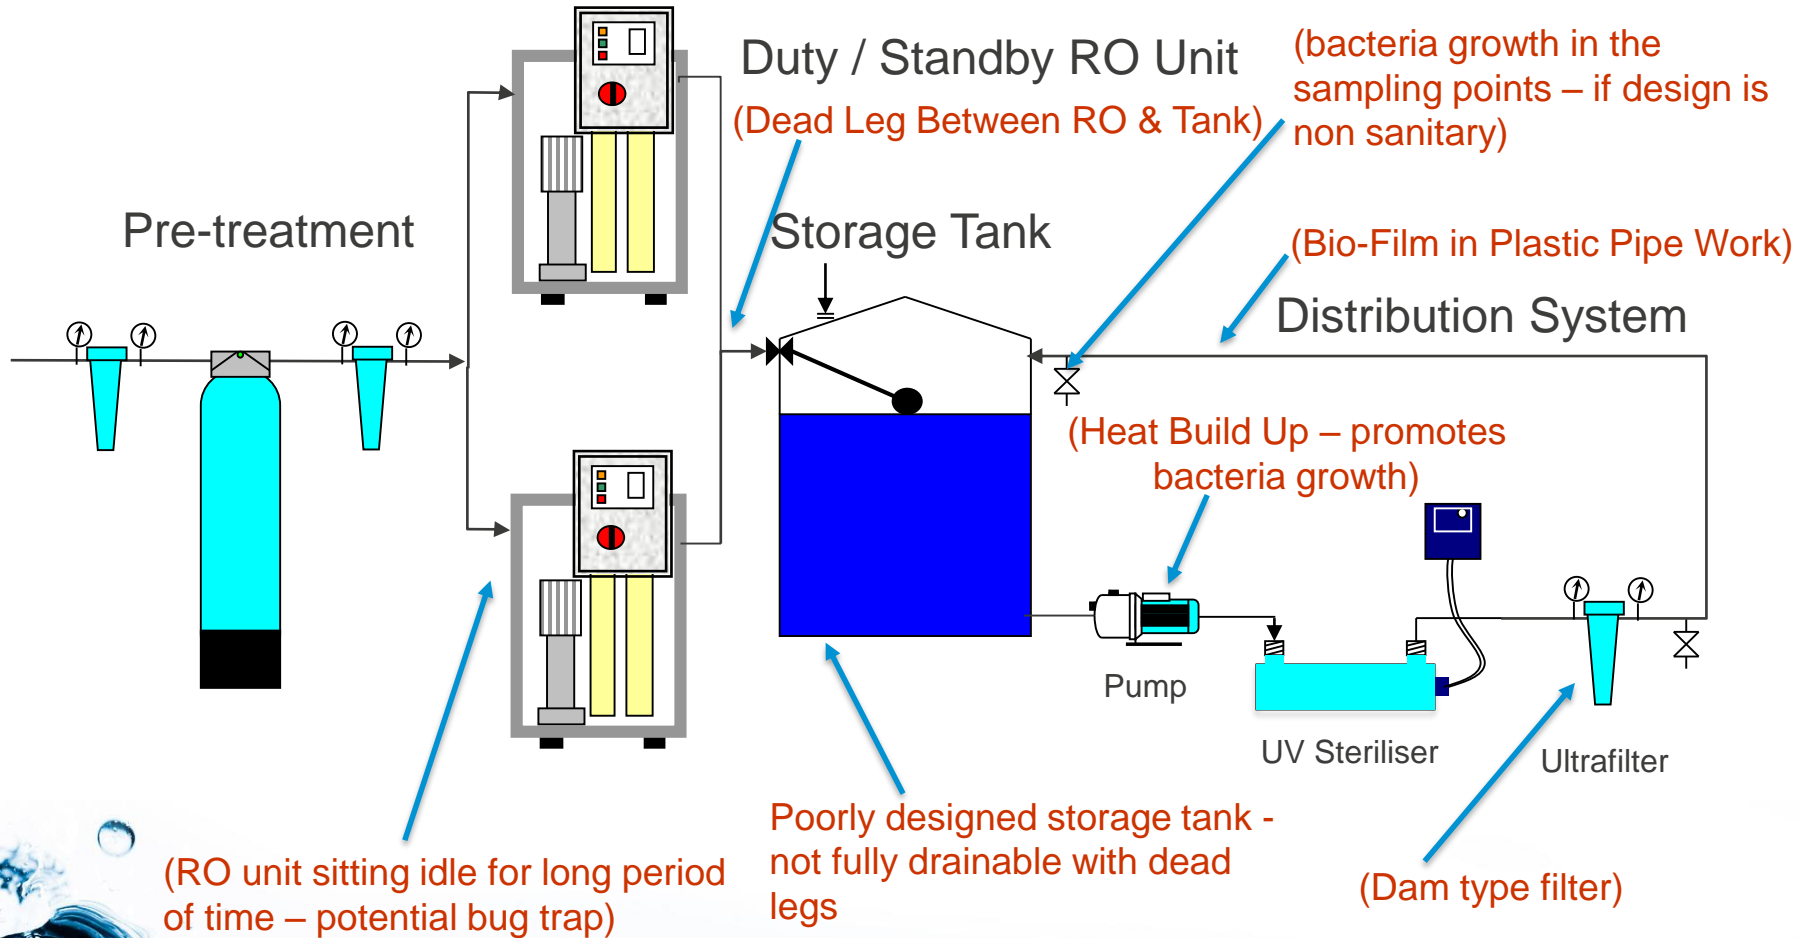 Duty / Standby RO Unit
(Dead Leg Between RO & Tank)
(bacteria growth in the
sampling points – if design is
non sanitary)
Pre-treatment
Storage Tank
(Bio-Film in Plastic Pipe Work)
Distribution System
(Heat Build Up – promotes
bacteria growth)
Pump
UV Steriliser
Ultrafilter
Poorly designed storage tank -
not fully drainable with dead
legs
(RO unit sitting idle for long period
of time – potential bug trap)
(Dam type filter)